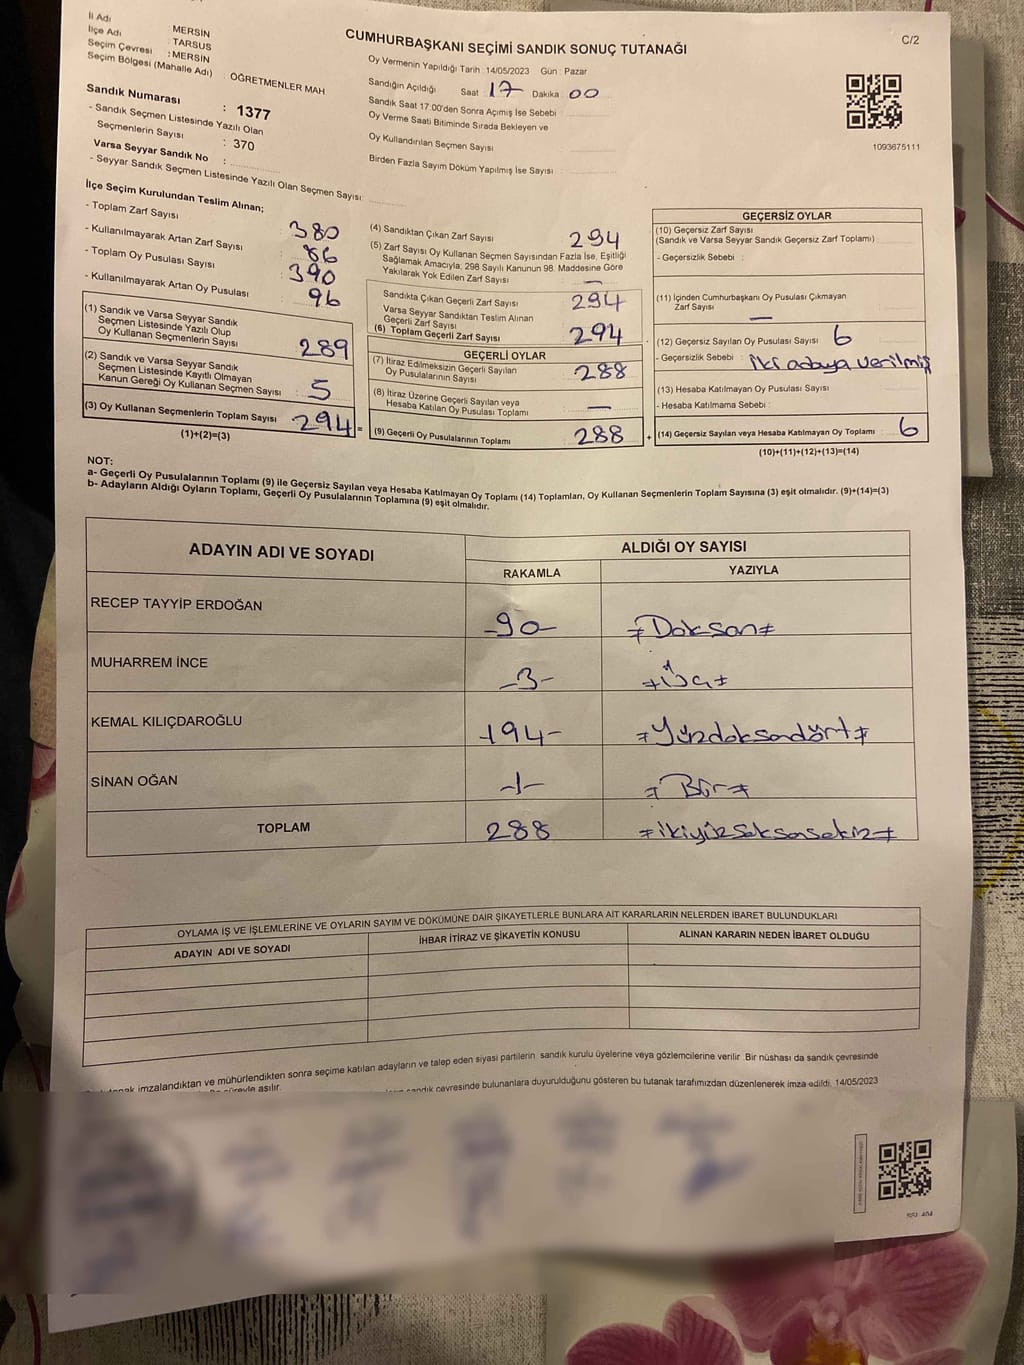 İl Adı : MERSİN
İlçe Adı : TARSUS
Seçim Çevresi : MERSİN
Seçim Bölgesi (Mahalle Adı) : ÖĞRETMENLER MAH
CUMHURBAŞKANI SEÇİMİ SANDIK SONUÇ TUTANAĞI
C/2
Oy Vermenin Yapıldığı Tarih : 14/05/2023 Gün : Pazar
Sandığın Açıldığı Saat 17 Dakika : 00
Sandık Saat 17:00'den Sonra Açımış İse Sebebi :
Oy Verme Saati Bitiminde Sırada Bekleyen ve
Oy Kullandırılan Seçmen Sayısı
Birden Fazla Sayım Döküm Yapılmış İse Sayısı :
1093675111
Sandık Numarası : 1377
- Sandık Seçmen Listesinde Yazılı Olan
Seçmenlerin Sayısı : 370
Varsa Seyyar Sandık No :
- Seyyar Sandık Seçmen Listesinde Yazılı Olan Seçmen Sayısı :
İlçe Seçim Kurulundan Teslim Alınan;
- Toplam Zarf Sayısı : 380
- Kullanılmayarak Artan Zarf Sayısı : 86
- Toplam Oy Pusulası Sayısı : 390
- Kullanılmayarak Artan Oy Pusulası : 96
(1) Sandık ve Varsa Seyyar Sandık
Seçmen Listesinde Yazılı Olup
Oy Kullanan Seçmenlerin Sayısı : 289
(2) Sandık ve Varsa Seyyar Sandık
Seçmen Listesinde Kayıtlı Olmayan
Kanun Gereği Oy Kullanan Seçmen Sayısı : 5
(3) Oy Kullanan Seçmenlerin Toplam Sayısı 294 =
(1)+(2)=(3)
(4) Sandıktan Çıkan Zarf Sayısı : 294
(5) Zarf Sayısı Oy Kullanan Seçmen Sayısından Fazla İse, Eşitliği
Sağlamak Amacıyla, 298 Sayılı Kanunun 98. Maddesine Göre
Yakılarak Yok Edilen Zarf Sayısı : —
Sandıkta Çıkan Geçerli Zarf Sayısı : 294
Varsa Seyyar Sandıktan Teslim Alınan
Geçerli Zarf Sayısı :
(6) Toplam Geçerli Zarf Sayısı : 294
GEÇERLİ OYLAR
(7) İtiraz Edilmeksizin Geçerli Sayılan
Oy Pusulalarının Sayısı : 288
(8) İtiraz Üzerine Geçerli Sayılan veya
Hesaba Katılan Oy Pusulası Toplamı : —
(9) Geçerli Oy Pusulalarının Toplamı : 288 +
GEÇERSİZ OYLAR
(10) Geçersiz Zarf Sayısı
(Sandık ve Varsa Seyyar Sandık Geçersiz Zarf Toplamı) :
- Geçersizlik Sebebi :
(11) İçinden Cumhurbaşkanı Oy Pusulası Çıkmayan
Zarf Sayısı : —
(12) Geçersiz Sayılan Oy Pusulası Sayısı : 6
- Geçersizlik Sebebi : İki adaya verilmiş
(13) Hesaba Katılmayan Oy Pusulası Sayısı :
- Hesaba Katılmama Sebebi :
(14) Geçersiz Sayılan veya Hesaba Katılmayan Oy Toplamı : 6
(10)+(11)+(12)+(13)=(14)
NOT:
a- Geçerli Oy Pusulalarının Toplamı (9) ile Geçersiz Sayılan veya Hesaba Katılmayan Oy Toplamı (14) Toplamları, Oy Kullanan Seçmenlerin Toplam Sayısına (3) eşit olmalıdır. (9)+(14)=(3)
b- Adayların Aldığı Oyların Toplamı, Geçerli Oy Pusulalarının Toplamına (9) eşit olmalıdır.
ADAYIN ADI VE SOYADI
ALDIĞI OY SAYISI
RAKAMLA YAZIYLA
RECEP TAYYİP ERDOĞAN -90- ≠Doksan≠
MUHARREM İNCE -3- ≠Üç≠
KEMAL KILIÇDAROĞLU -194- ≠Yüzdoksandört≠
SİNAN OĞAN -1- ≠Bir≠
TOPLAM 288 ≠ikiyüzseksensekiz≠
OYLAMA İŞ VE İŞLEMLERİNE VE OYLARIN SAYIM VE DÖKÜMÜNE DAİR ŞİKAYETLERLE BUNLARA AİT KARARLARIN NELERDEN İBARET BULUNDUKLARI
ADAYIN ADI VE SOYADI
İHBAR İTİRAZ VE ŞİKAYETİN KONUSU
ALINAN KARARIN NEDEN İBARET OLDUĞU
imzalandıktan ve mühürlendikten sonra seçime katılan adayların ve talep eden siyasi partilerin sandık kurulu üyelerine veya gözlemcilerine verilir Bir nüshası da sandık çevresinde
asılır.
sandık çevresinde bulunanlara duyurulduğunu gösteren bu tutanak tarafımızdan düzenlenerek imza edildi. 14/05/2023